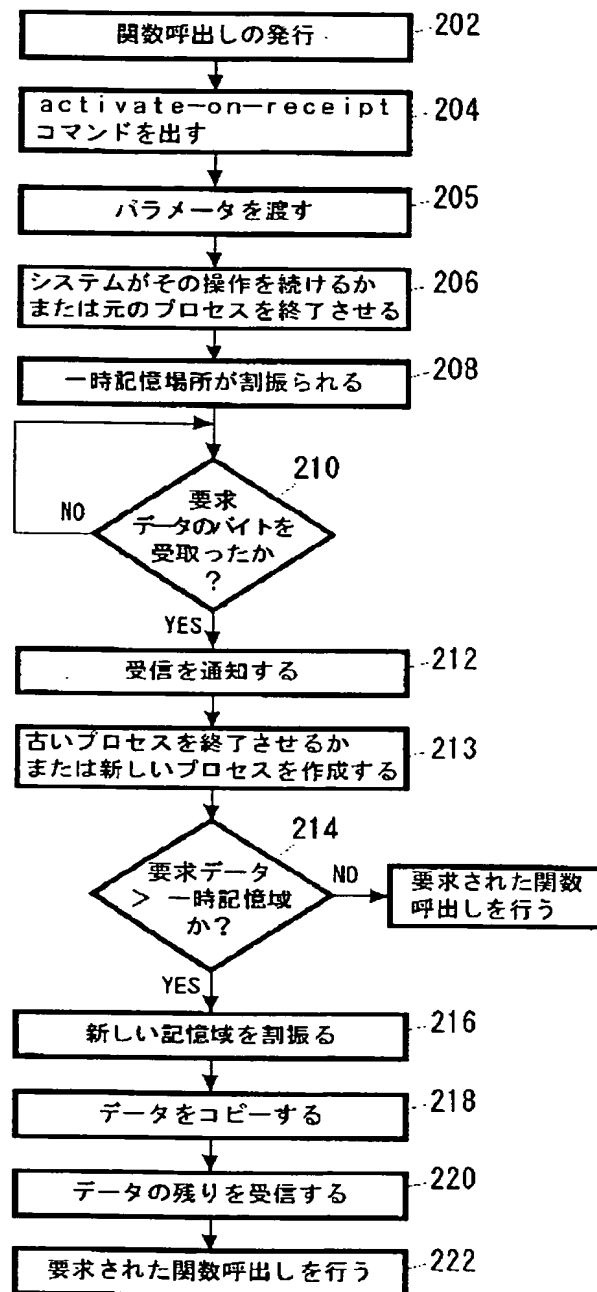 関数呼出しの発行
202
activate-on-receipt
コマンドを出す
204
パラメータを渡す
205
システムがその操作を続けるか
または元のプロセスを終了させる
206
一時記憶場所が割振られる
208
210
要求
データのバイトを
受取ったか
?
NO
YES
受信を通知する
212
古いプロセスを終了させるか
または新しいプロセスを作成する
213
214
要求データ
> 一時記憶域
か?
NO
要求された関数
呼出しを行う
YES
新しい記憶域を割振る
216
データをコピーする
218
データの残りを受信する
220
要求された関数呼出しを行う
222